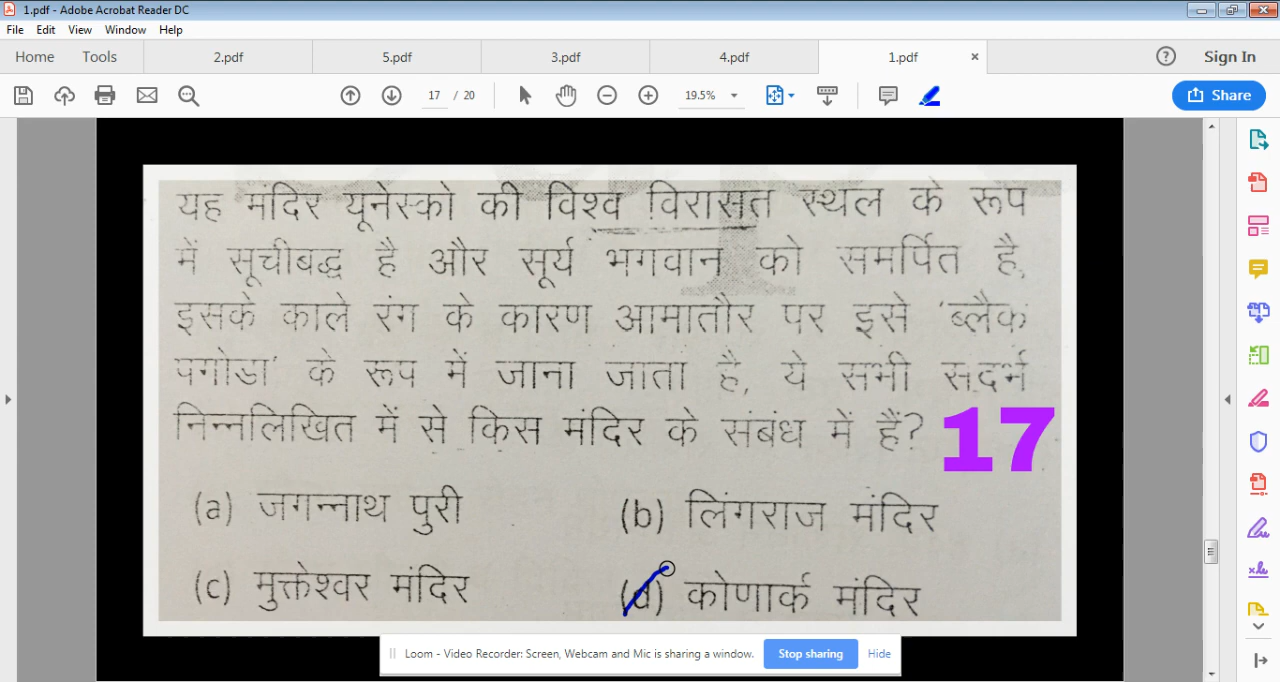 1.pdf - Adobe Acrobat Reader DC
File Edit View Window Help
Home Tools 2.pdf 5.pdf 3.pdf 4.pdf 1.pdf × ? Sign In
17 / 20 19.5% Share
यह मंदिर यूनेस्को की विश्व विरासत स्थल के रूप
में सूचीबद्ध है और सूर्य भगवान को समर्पित है,
इसके काले रंग के कारण आमातौर पर इसे 'ब्लैक
पगोडा' के रूप में जाना जाता है, ये सभी सदर्भ
निन्नलिखित में से किस मंदिर के संबंध में हैं? 17
(a) जगन्नाथ पुरी (b) लिंगराज मंदिर
(c) मुक्तेश्वर मंदिर (d) कोणार्क मंदिर
Loom - Video Recorder: Screen, Webcam and Mic is sharing a window. Stop sharing Hide